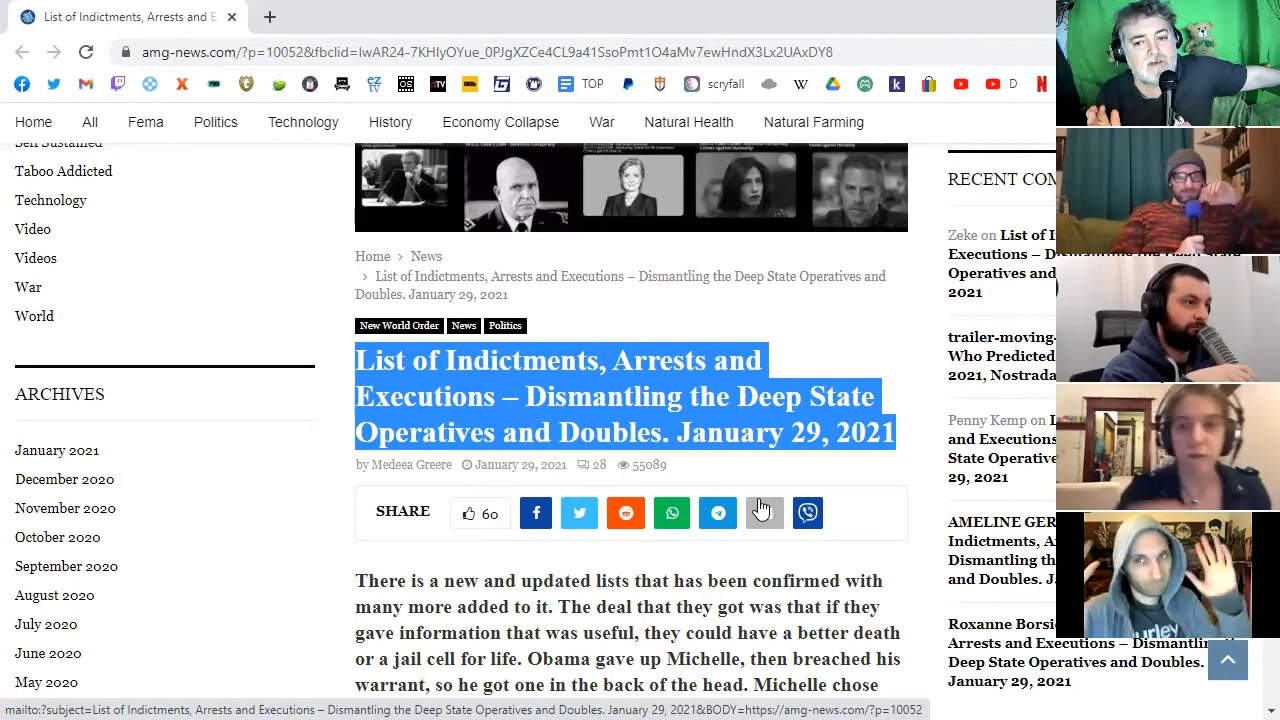 List of Indictments, Arrests and E
amg-news.com/?p=10052&fbclid=IwAR24-7KHlyOYue_0PJgXZCe4CL9a41SsoPmt1O4aMv7ewHndX3Lx2UAxDY8
TOP
scryfall
D
Home All Fema Politics Technology History Economy Collapse War Natural Health Natural Farming
Self Sustained
Taboo Addicted
Technology
Video
Videos
War
World
ARCHIVES
January 2021
December 2020
November 2020
October 2020
September 2020
August 2020
July 2020
June 2020
May 2020
Home > News
> List of Indictments, Arrests and Executions – Dismantling the Deep State Operatives and
Doubles. January 29, 2021
New World Order News Politics
List of Indictments, Arrests and
Executions – Dismantling the Deep State
Operatives and Doubles. January 29, 2021
by Medeea Greere January 29, 2021 28 55089
SHARE 60
There is a new and updated lists that has been confirmed with
many more added to it. The deal that they got was that if they
gave information that was useful, they could have a better death
or a jail cell for life. Obama gave up Michelle, then breached his
warrant, so he got one in the back of the head. Michelle chose
RECENT COM
Zeke on List of I
Executions –
Deep State Operatives and
2021
trailer-moving-
Who Predicted
2021, Nostrada
Penny Kemp on L
and Executions
Deep State Operative
29, 2021
AMELINE GER
Indictments, A
Dismantling the
and Doubles. Ja
Roxanne Borsi
Arrests and Executions – Dismantling
Deep State Operatives and Doubles.
January 29, 2021
Hurley
mailto:?subject=List of Indictments, Arrests and Executions – Dismantling the Deep State Operatives and Doubles. January 29, 2021&BODY=https://amg-news.com/?p=10052